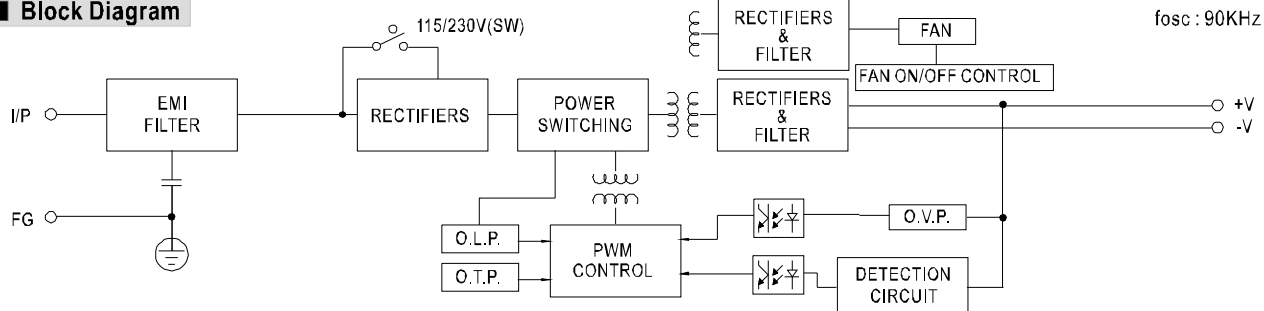 Block Diagram
fosc : 90KHz
115/230V(SW)
RECTIFIERS
&
FILTER
FAN
FAN ON/OFF CONTROL
I/P
EMI
FILTER
RECTIFIERS
POWER
SWITCHING
RECTIFIERS
&
FILTER
+V
-V
FG
O.L.P.
O.T.P.
PWM
CONTROL
O.V.P.
DETECTION
CIRCUIT